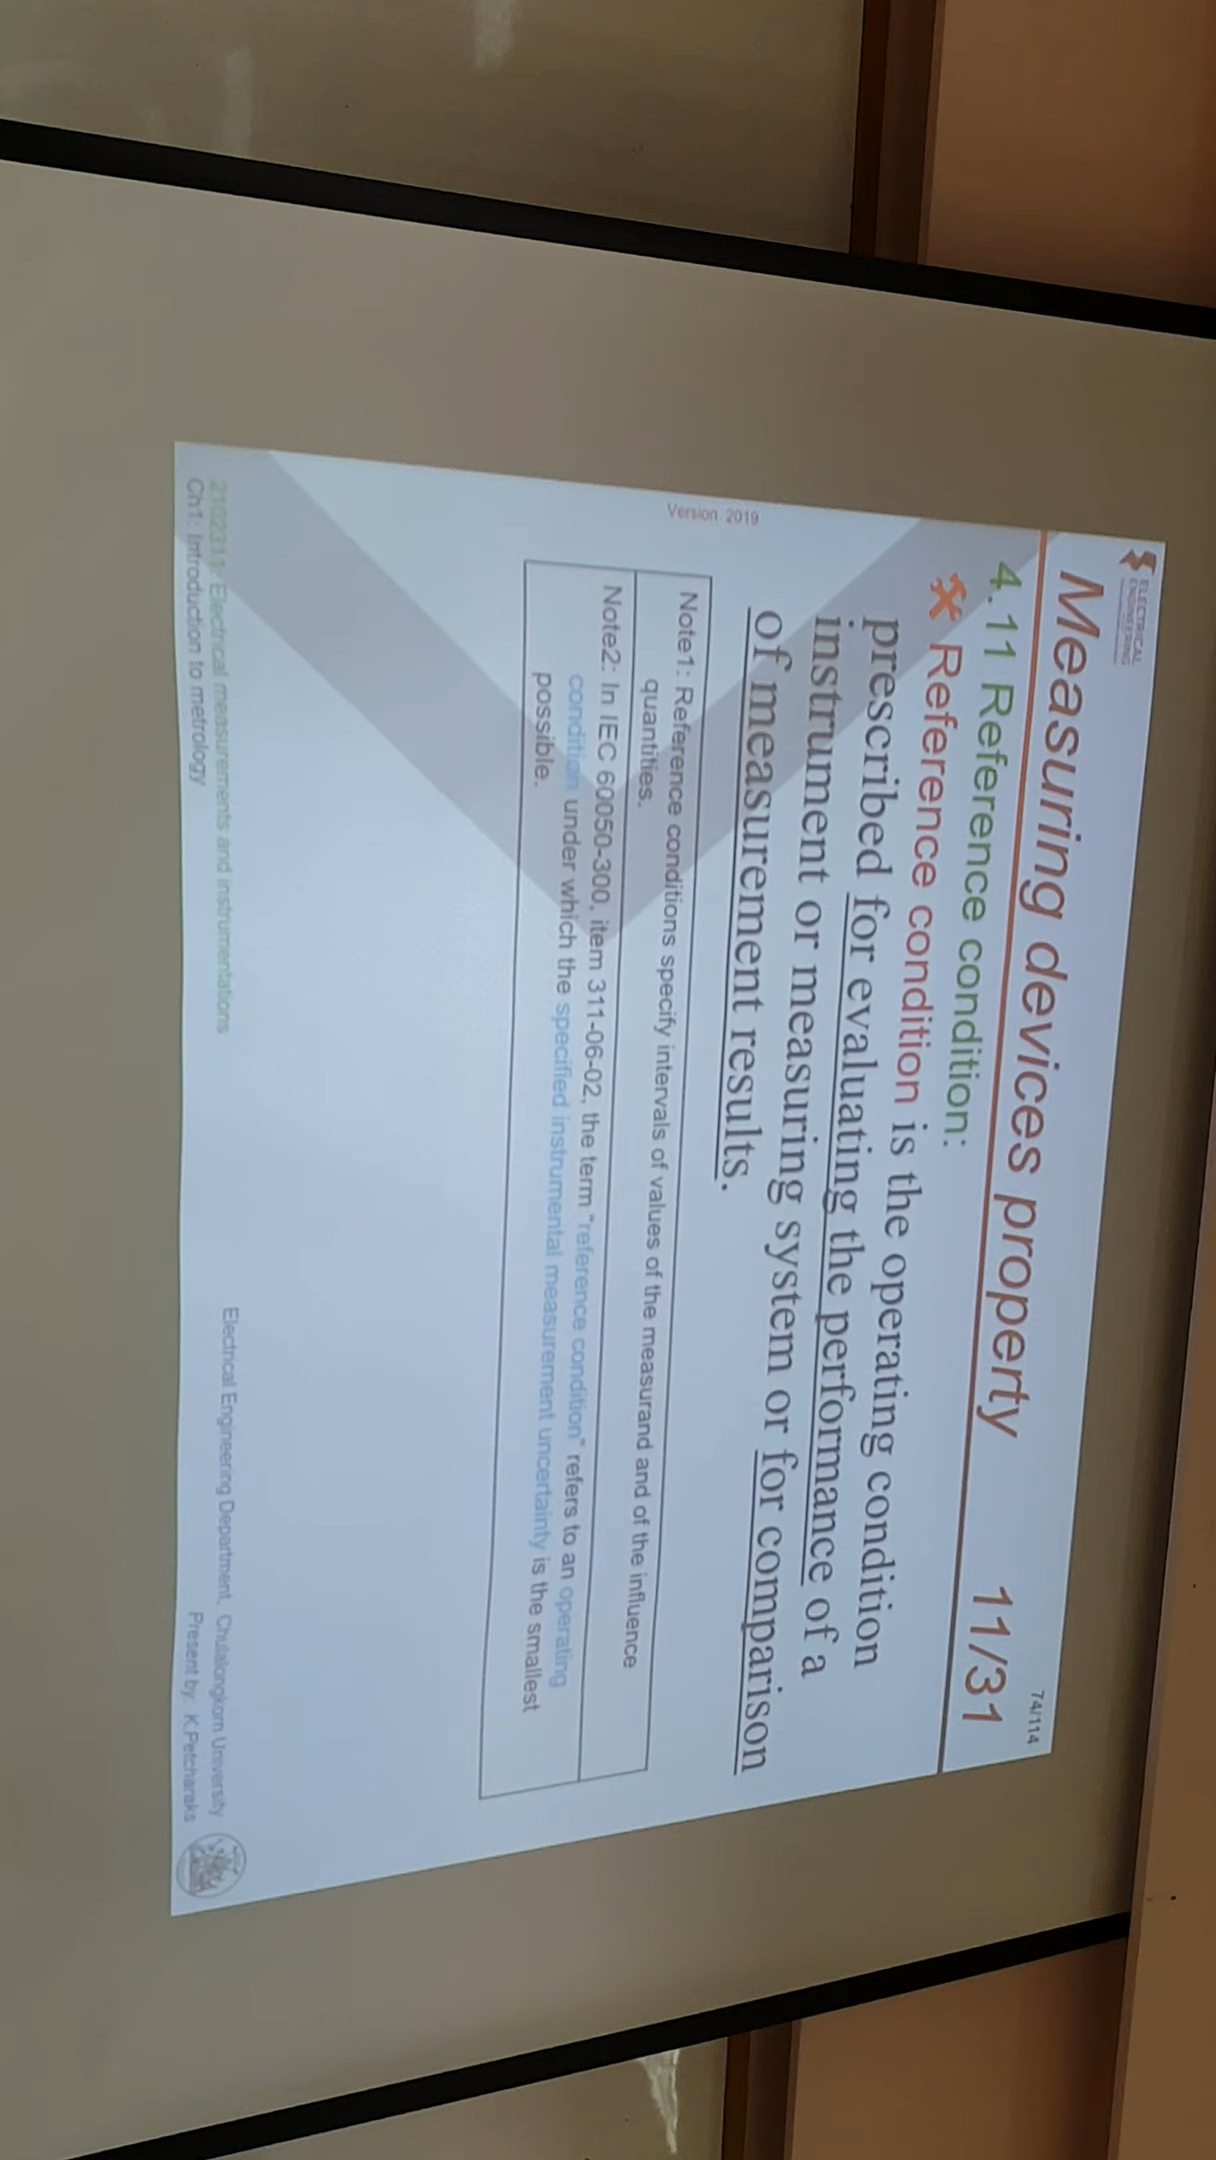 ELECTRICAL
ENGINEERING
74/114
Measuring devices property 11/31
4.11 Reference condition:
Reference condition is the operating condition
prescribed for evaluating the performance of a
instrument or measuring system or for comparison
of measurement results.
Version 2019
Note1: Reference conditions specify intervals of values of the measurand and of the influence
quantities.
Note2: In IEC 60050-300, item 311-06-02, the term "reference condition" refers to an operating
condition under which the specified instrumental measurement uncertainty is the smallest
possible.
2102311 Electrical measurements and instrumentations
Ch1: Introduction to metrology
Electrical Engineering Department, Chulalongkorn University
Present by: K.Petcharaks